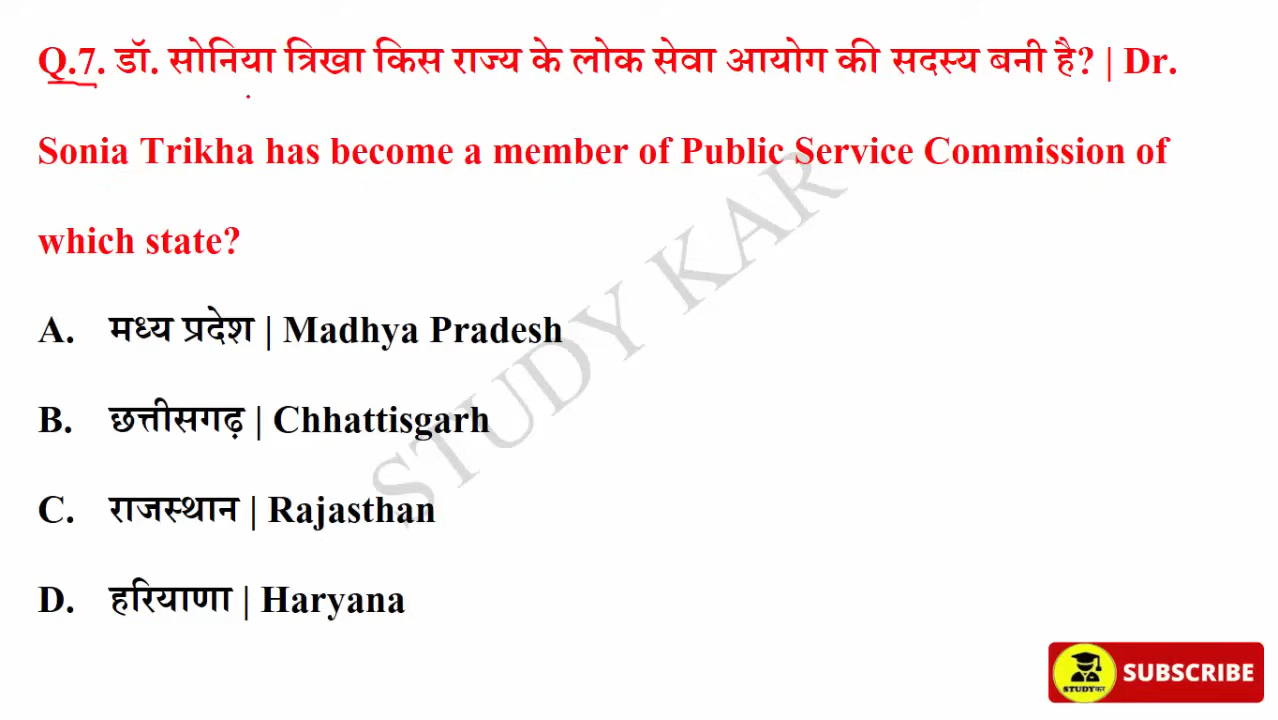 Q.7. डॉ. सोनिया त्रिखा किस राज्य के लोक सेवा आयोग की सदस्य बनी है? | Dr.
Sonia Trikha has become a member of Public Service Commission of
which state?
A. मध्य प्रदेश | Madhya Pradesh
B. छत्तीसगढ़ | Chhattisgarh
C. राजस्थान | Rajasthan
D. हरियाणा | Haryana
STUDY KAR
SUBSCRIBE
STUDYकर